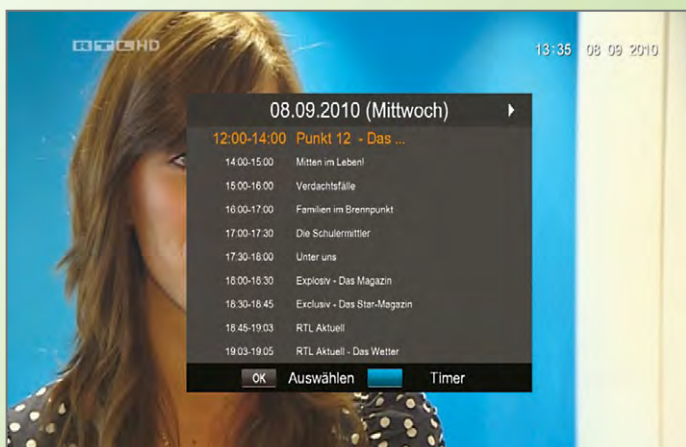 RTL HD
13:35 08 09 2010
08.09.2010 (Mittwoch)
12:00-14:00 Punkt 12 - Das ...
14:00-15:00 Mitten im Leben!
15:00-16:00 Verdachtsfälle
16:00-17:00 Familien im Brennpunkt
17:00-17:30 Die Schulermittler
17:30-18:00 Unter uns
18:00-18:30 Explosiv - Das Magazin
18:30-18:45 Exclusiv - Das Star-Magazin
18:45-19:03 RTL Aktuell
19:03-19:05 RTL Aktuell - Das Wetter
OK Auswählen Timer